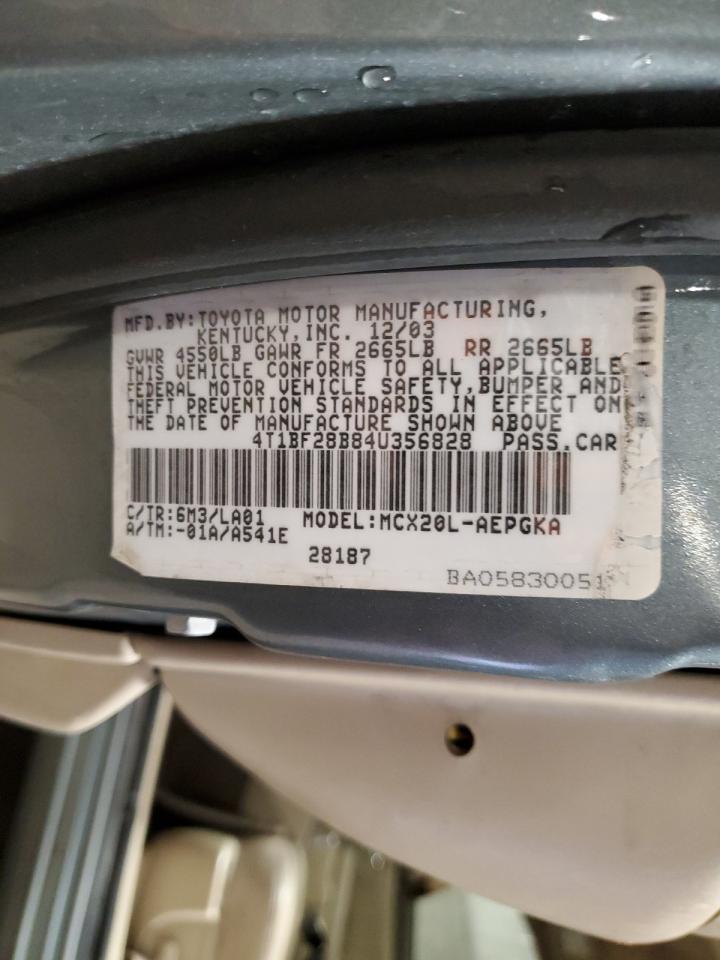 MFD.BY:TOYOTA MOTOR MANUFACTURING,
KENTUCKY,INC. 12/03
GVWR 4550LB GAWR FR 2665LB RR 2665LB
THIS VEHICLE CONFORMS TO ALL APPLICABLE
FEDERAL MOTOR VEHICLE SAFETY,BUMPER AND
THEFT PREVENTION STANDARDS IN EFFECT ON
THE DATE OF MANUFACTURE SHOWN ABOVE
4T1BF28B84U356828 PASS.CAR
C/TR:6M3/LA01 MODEL:MCX20L-AEPGKA
A/TM:-01A/A541E
28187
BA05830051